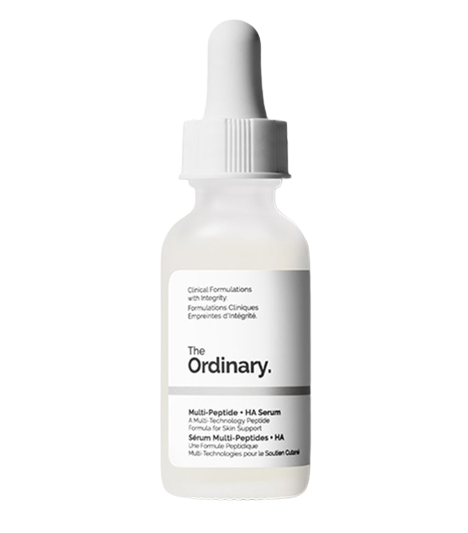 Clinical Formulations
with Integrity.
Formulations Cliniques
Empreintes d'Intégrité.
The
Ordinary.
Multi-Peptide + HA Serum
A Multi-Technology Peptide
Formula for Skin Support
Sérum Multi-Peptides + HA
Une Formule Peptidique
Multi-Technologies pour le Soutien Cutané